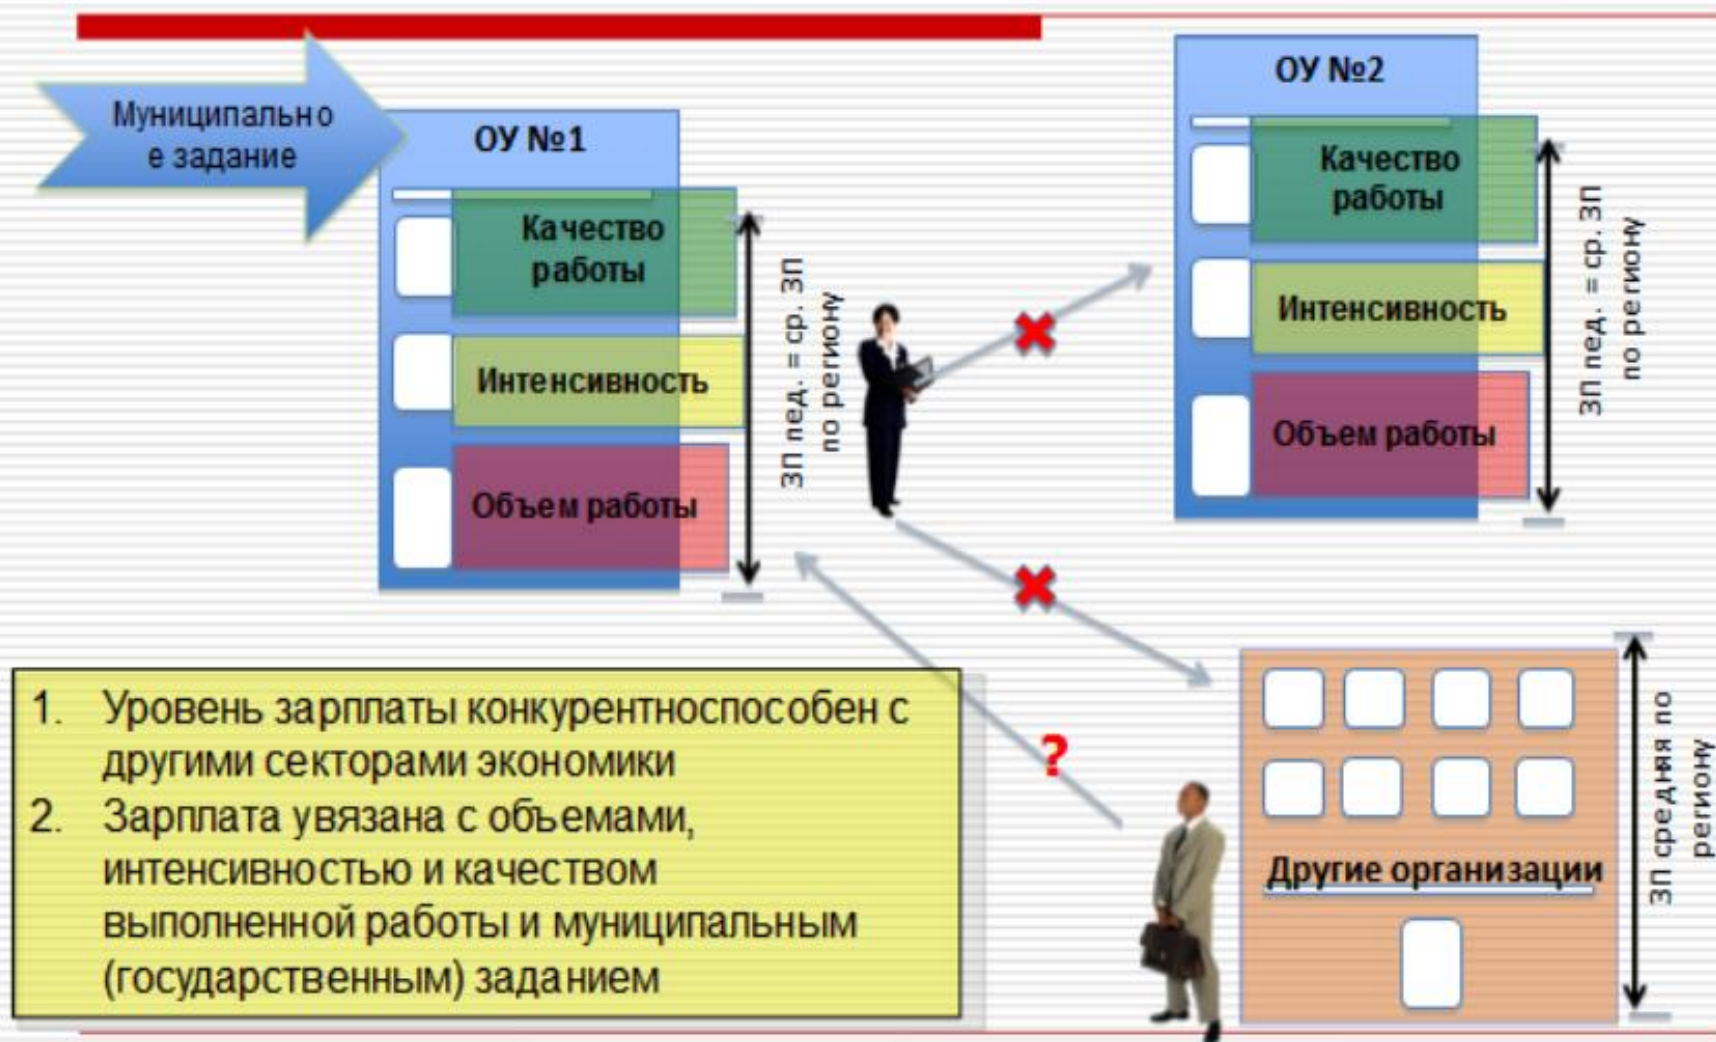 Муниципально
е задание
ОУ №1
Качество
работы
Интенсивность
Объем работы
ЗП пед. = ср. ЗП
по региону
ОУ №2
Качество
работы
Интенсивность
Объем работы
ЗП пед. = ср. ЗП
по региону
?
1. Уровень зарплаты конкурентноспособен с
другими секторами экономики
2. Зарплата увязана с объемами,
интенсивностью и качеством
выполненной работы и муниципальным
(государственным) заданием
Другие организации
ЗП средняя по
региону